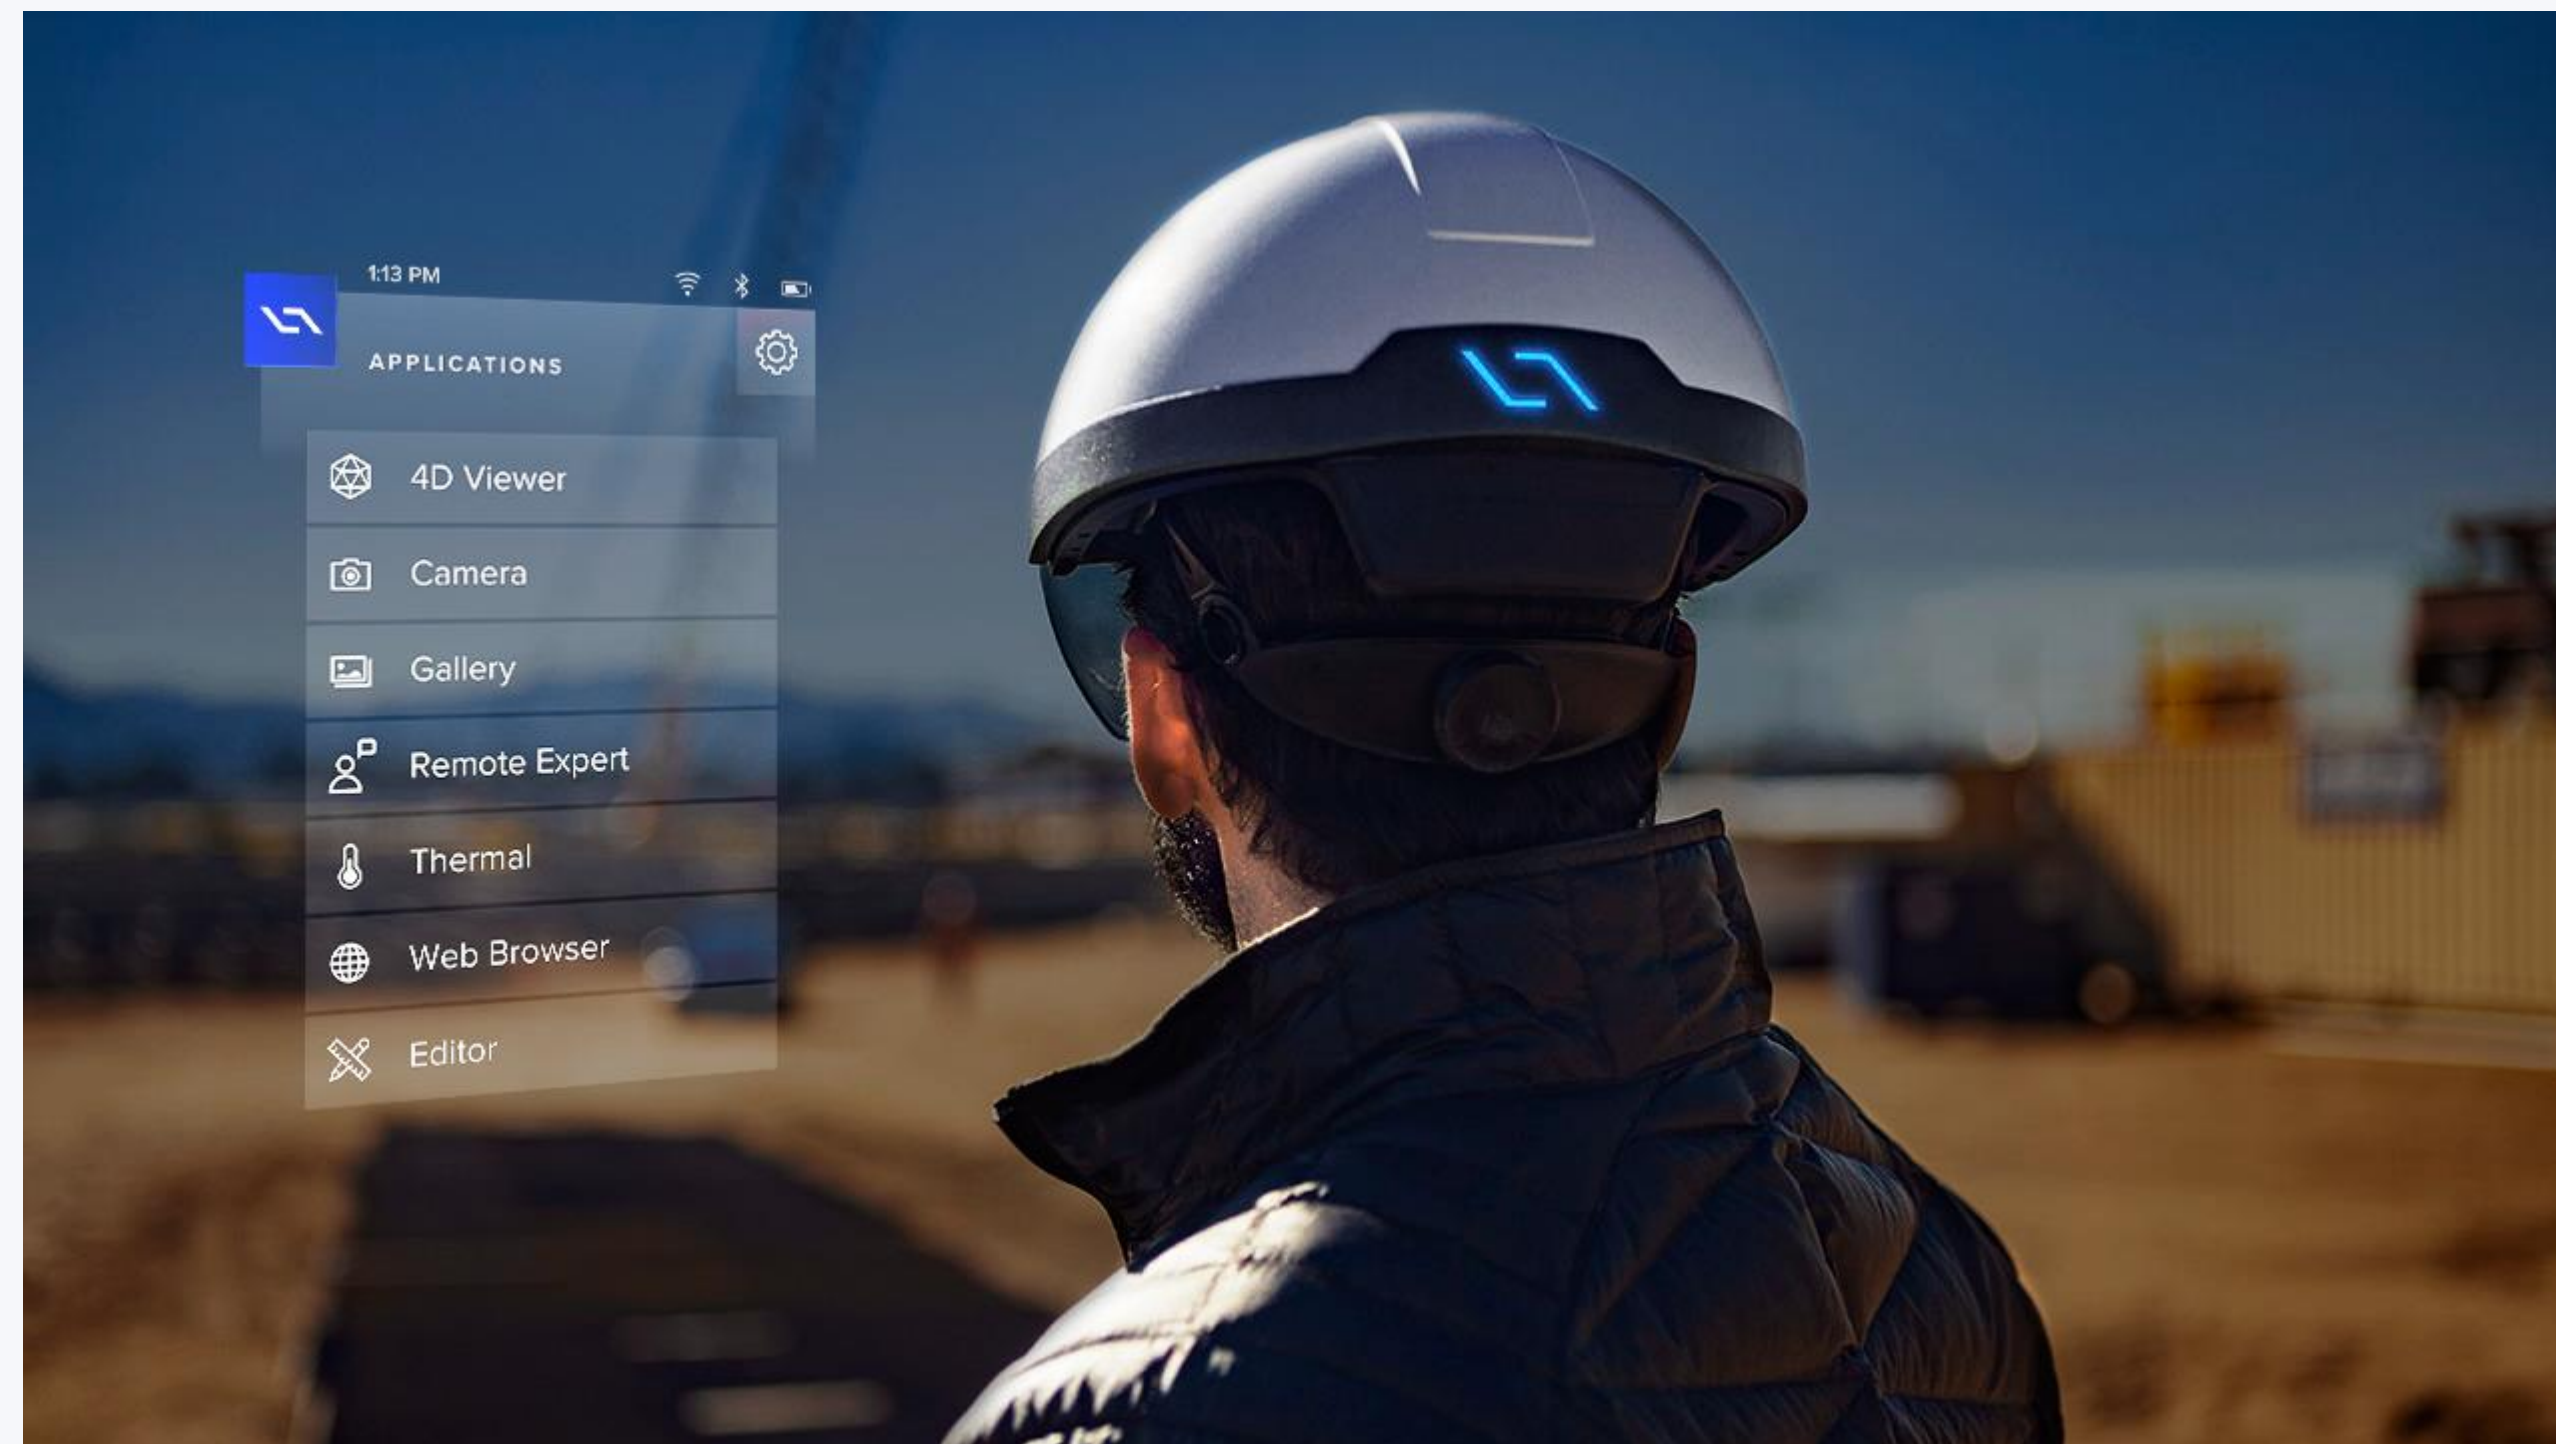 1:13 PM
APPLICATIONS
4D Viewer
Camera
Gallery
Remote Expert
Thermal
Web Browser
Editor